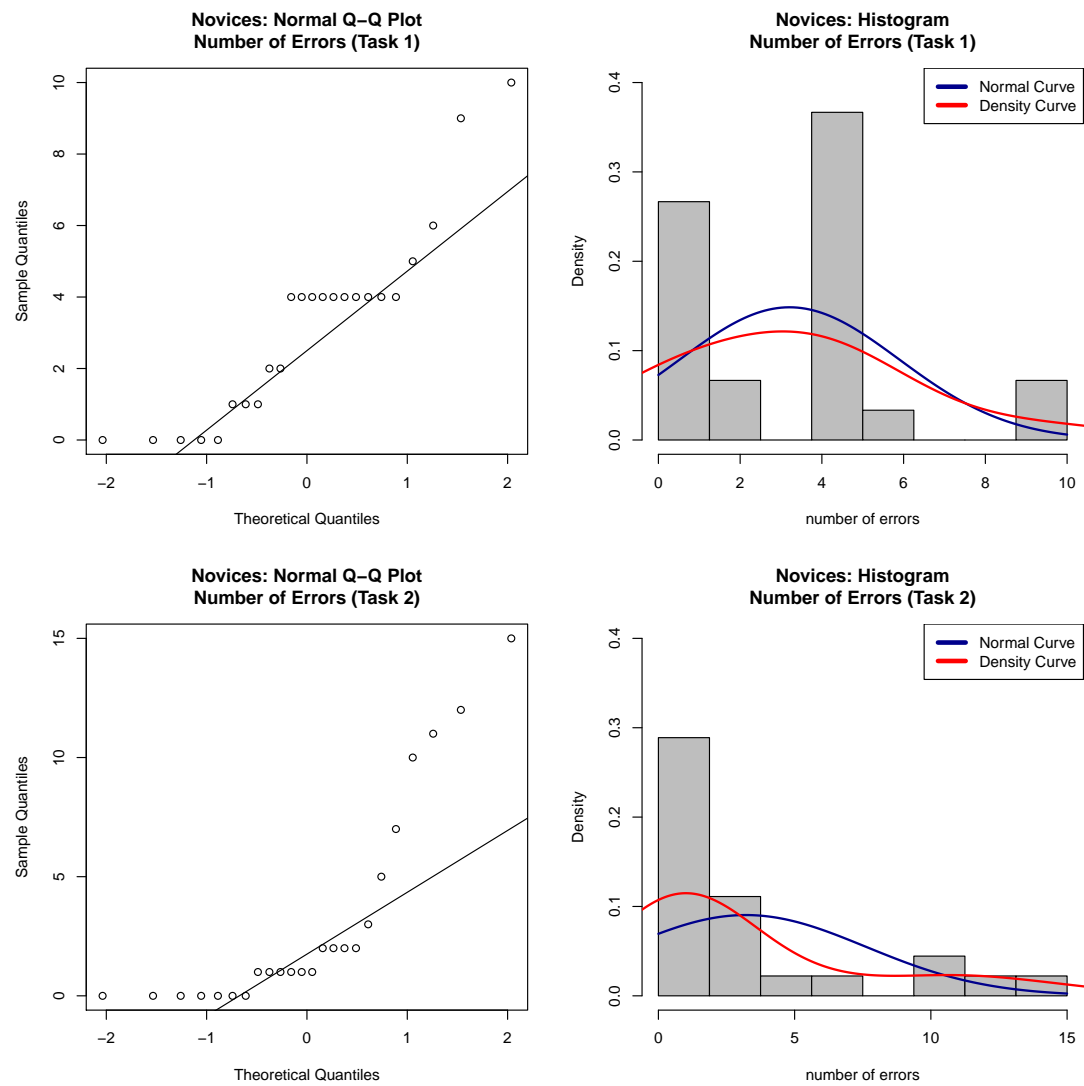 Novices: Normal Q−Q Plot
Number of Errors (Task 1)
Sample Quantiles
0
2
4
6
8
10
−2
−1
0
1
2
Theoretical Quantiles
Novices: Histogram
Number of Errors (Task 1)
Normal Curve
Density Curve
Density
0.0
0.1
0.2
0.3
0.4
0
2
4
6
8
10
number of errors
Novices: Normal Q−Q Plot
Number of Errors (Task 2)
Sample Quantiles
0
5
10
15
−2
−1
0
1
2
Theoretical Quantiles
Novices: Histogram
Number of Errors (Task 2)
Normal Curve
Density Curve
Density
0.0
0.1
0.2
0.3
0.4
0
5
10
15
number of errors